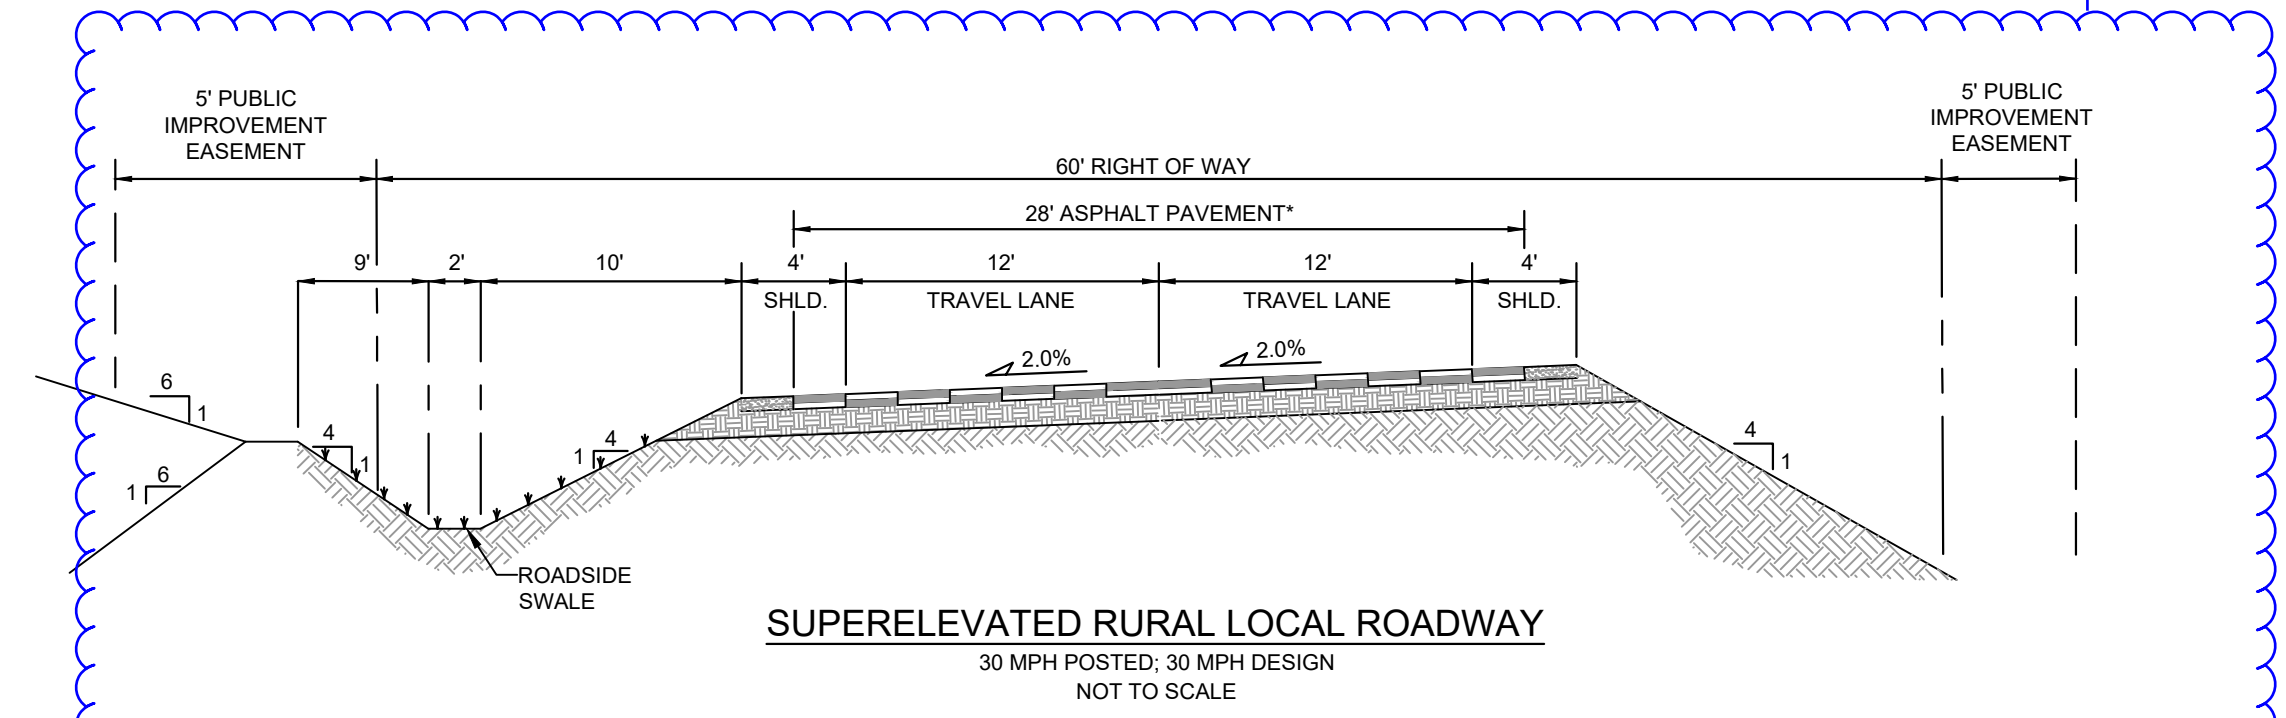 5' PUBLIC
IMPROVEMENT
EASEMENT
5' PUBLIC
IMPROVEMENT
EASEMENT
60' RIGHT OF WAY
28' ASPHALT PAVEMENT*
9'
2'
10'
4'
12'
12'
4'
SHLD.
TRAVEL LANE
TRAVEL LANE
SHLD.
2.0%
2.0%
6
1
4
1
1
6
1
4
4
1
ROADSIDE
SWALE
SUPERELEVATED RURAL LOCAL ROADWAY
30 MPH POSTED; 30 MPH DESIGN
NOT TO SCALE